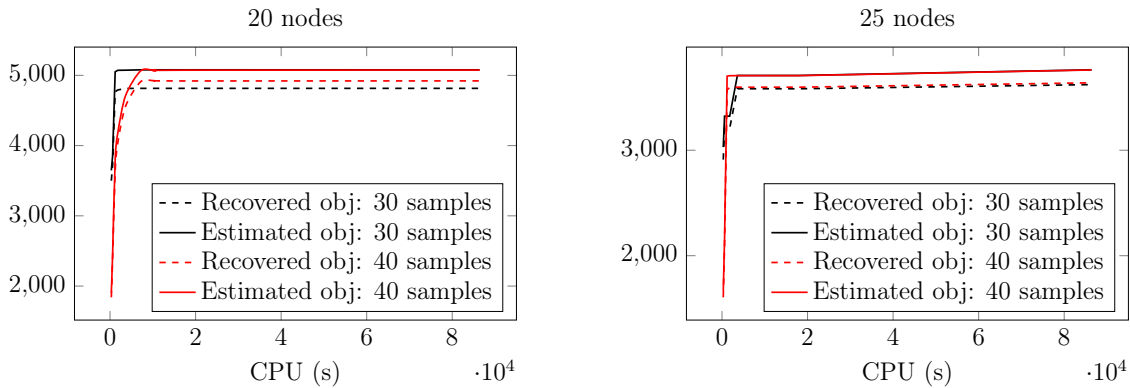 20 nodes
5,000
4,000
3,000
2,000
Recovered obj: 30 samples
Estimated obj: 30 samples
Recovered obj: 40 samples
Estimated obj: 40 samples
0 2 4 6 8
CPU (s) ·10^4
25 nodes
3,000
2,000
Recovered obj: 30 samples
Estimated obj: 30 samples
Recovered obj: 40 samples
Estimated obj: 40 samples
0 2 4 6 8
CPU (s) ·10^4